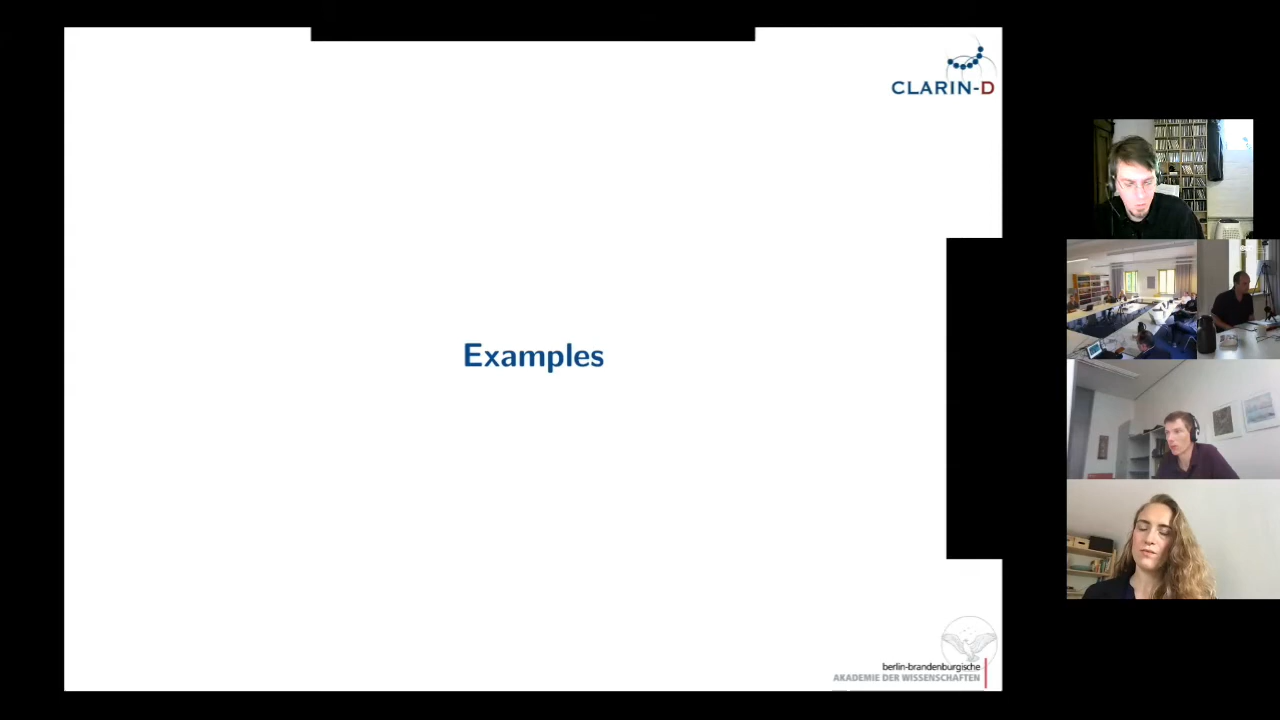 CLARIN-D
Examples
berlin-brandenburgische
AKADEMIE DER WISSENSCHAFTEN